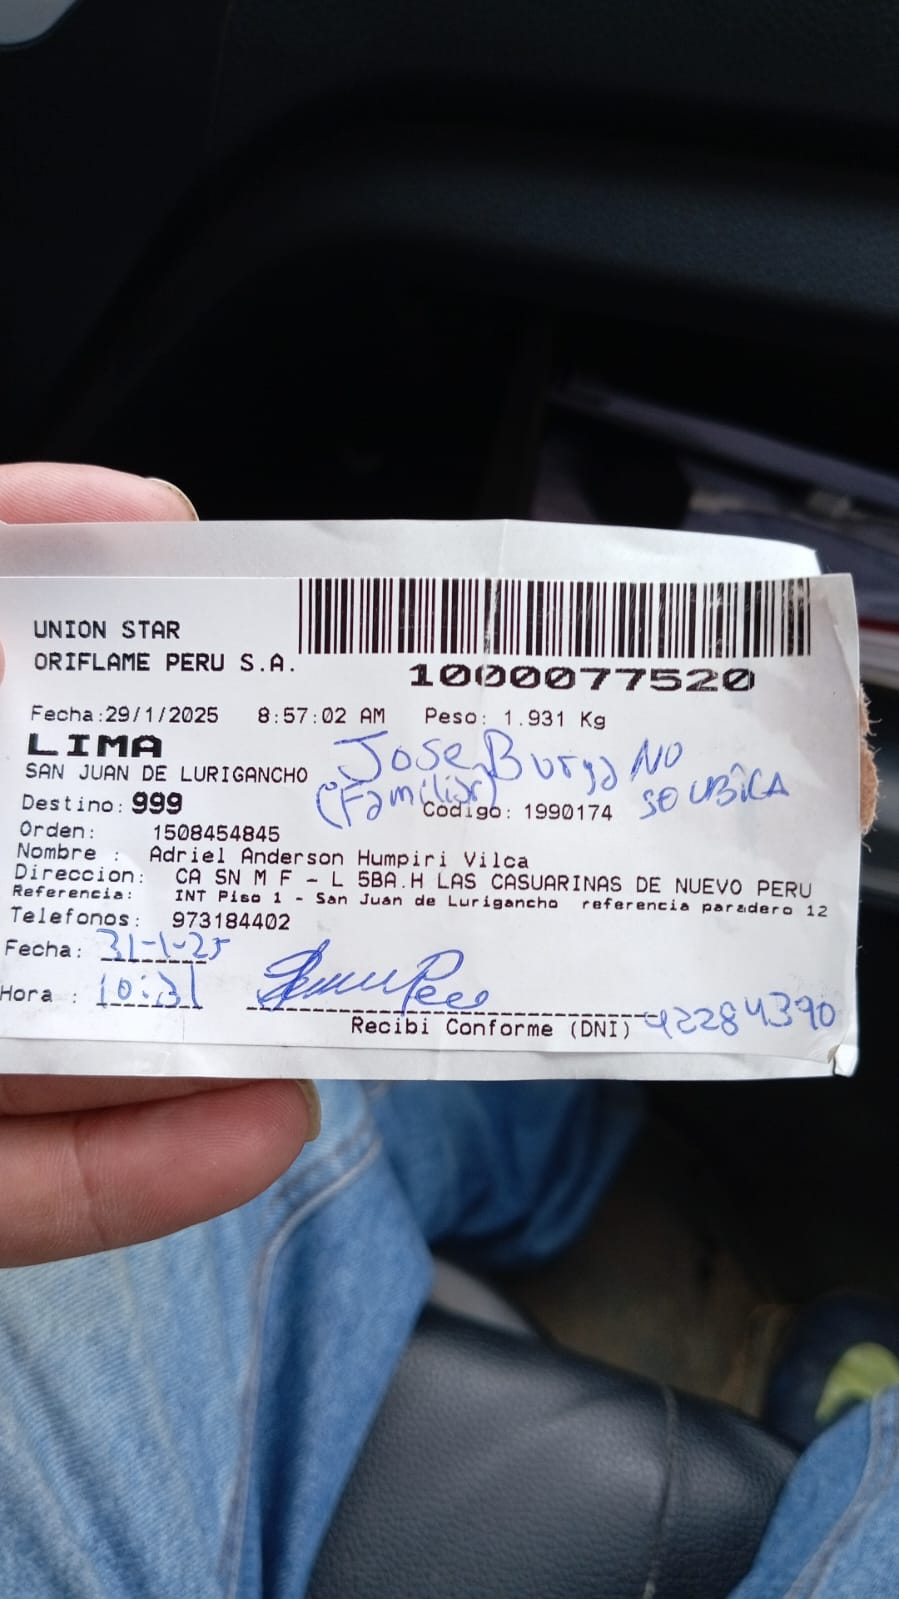 UNION STAR
ORIFLAME PERU S.A.
1000077520
Fecha:29/1/2025 8:57:02 AM Peso: 1.931 Kg
LIMA
Jose Burga NO
SAN JUAN DE LURIGANCHO
(Familiar) SE UBICA
Destino: 999 Codigo: 1990174
Orden: 1508454845
Nombre : Adriel Anderson Humpiri Vilca
Direccion: CA SN M F - L 5BA.H LAS CASUARINAS DE NUEVO PERU
Referencia: INT Piso 1 - San Juan de Lurigancho referencia paradero 12
Telefonos: 973184402
Fecha: 31-1-25
Hora : 10:31
Recibi Conforme (DNI) 42284390